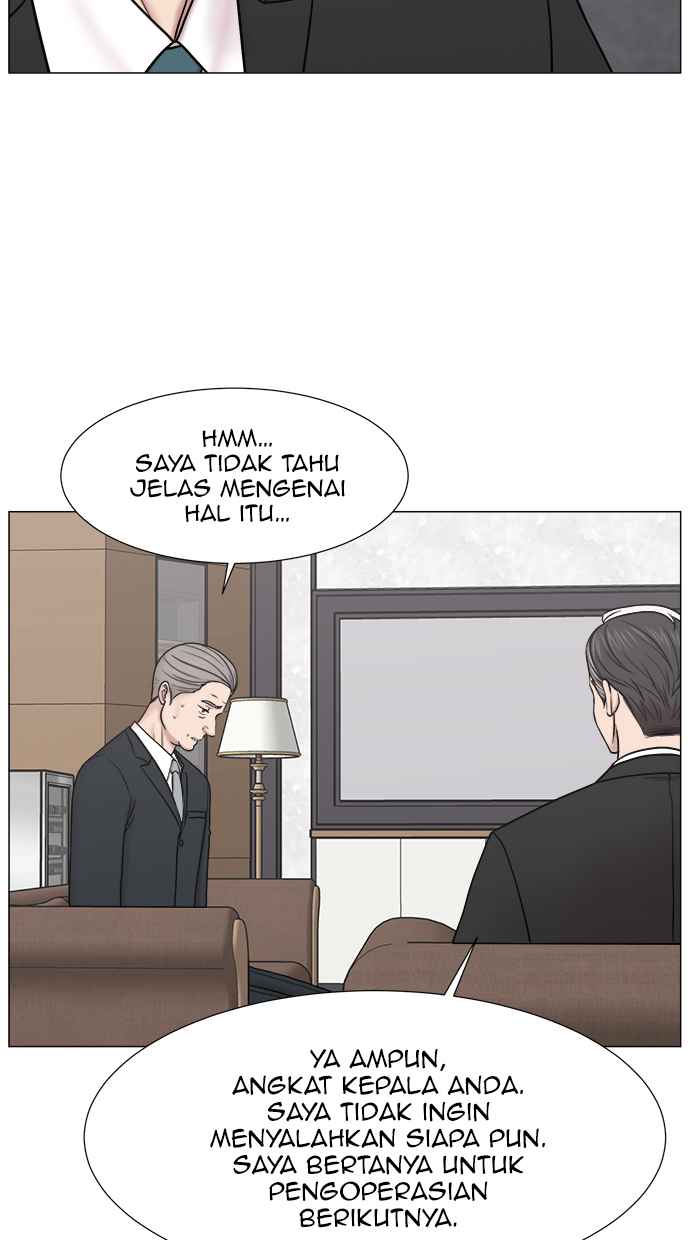 HMM...
SAYA TIDAK TAHU
JELAS MENGENAI
HAL ITU...
YA AMPUN,
ANGKAT KEPALA ANDA.
SAYA TIDAK INGIN
MENYALAHKAN SIAPA PUN.
SAYA BERTANYA UNTUK
PENGOPERASIAN
BERIKUTNYA.